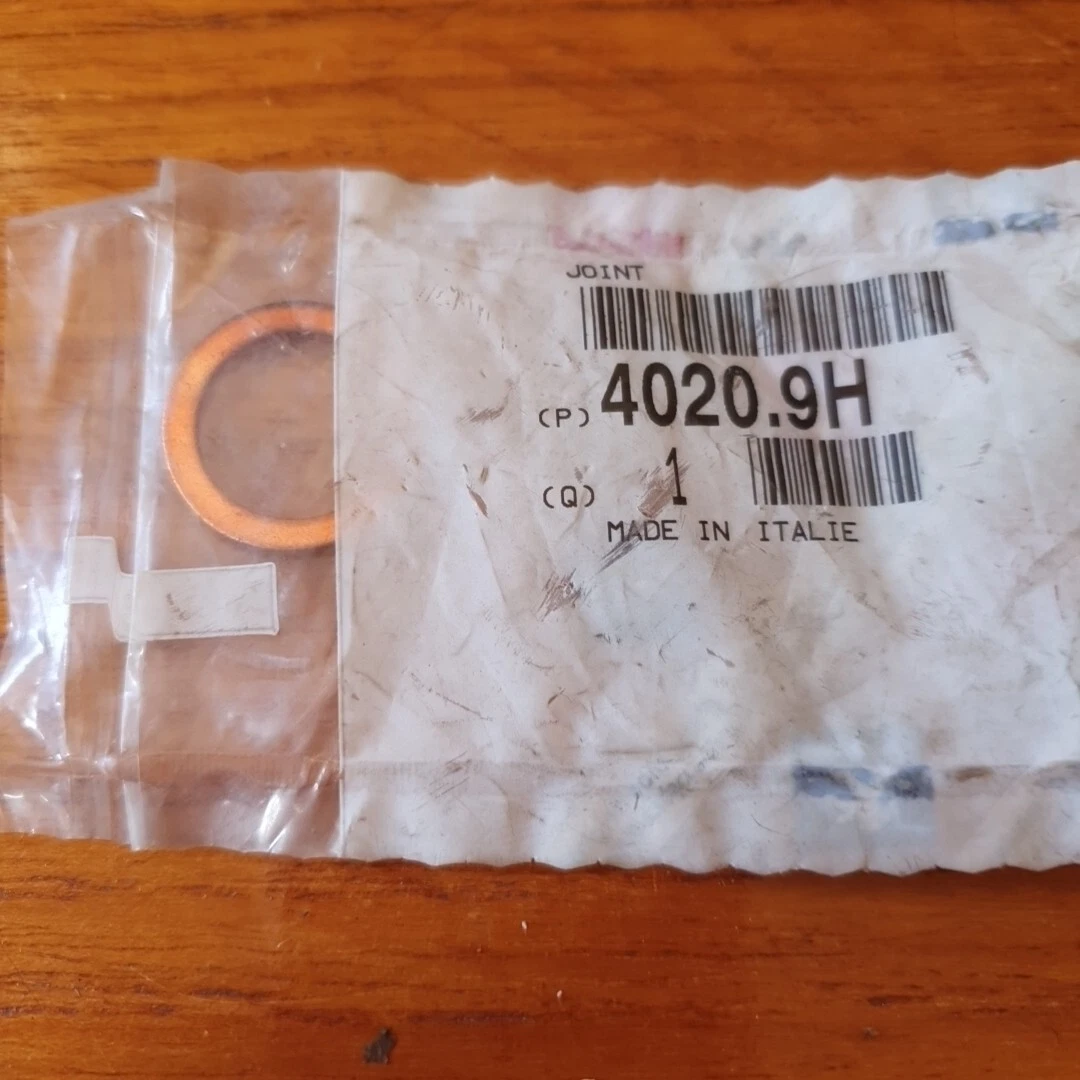 JOINT
(P) 4020.9H
(Q) 1
MADE IN ITALIE